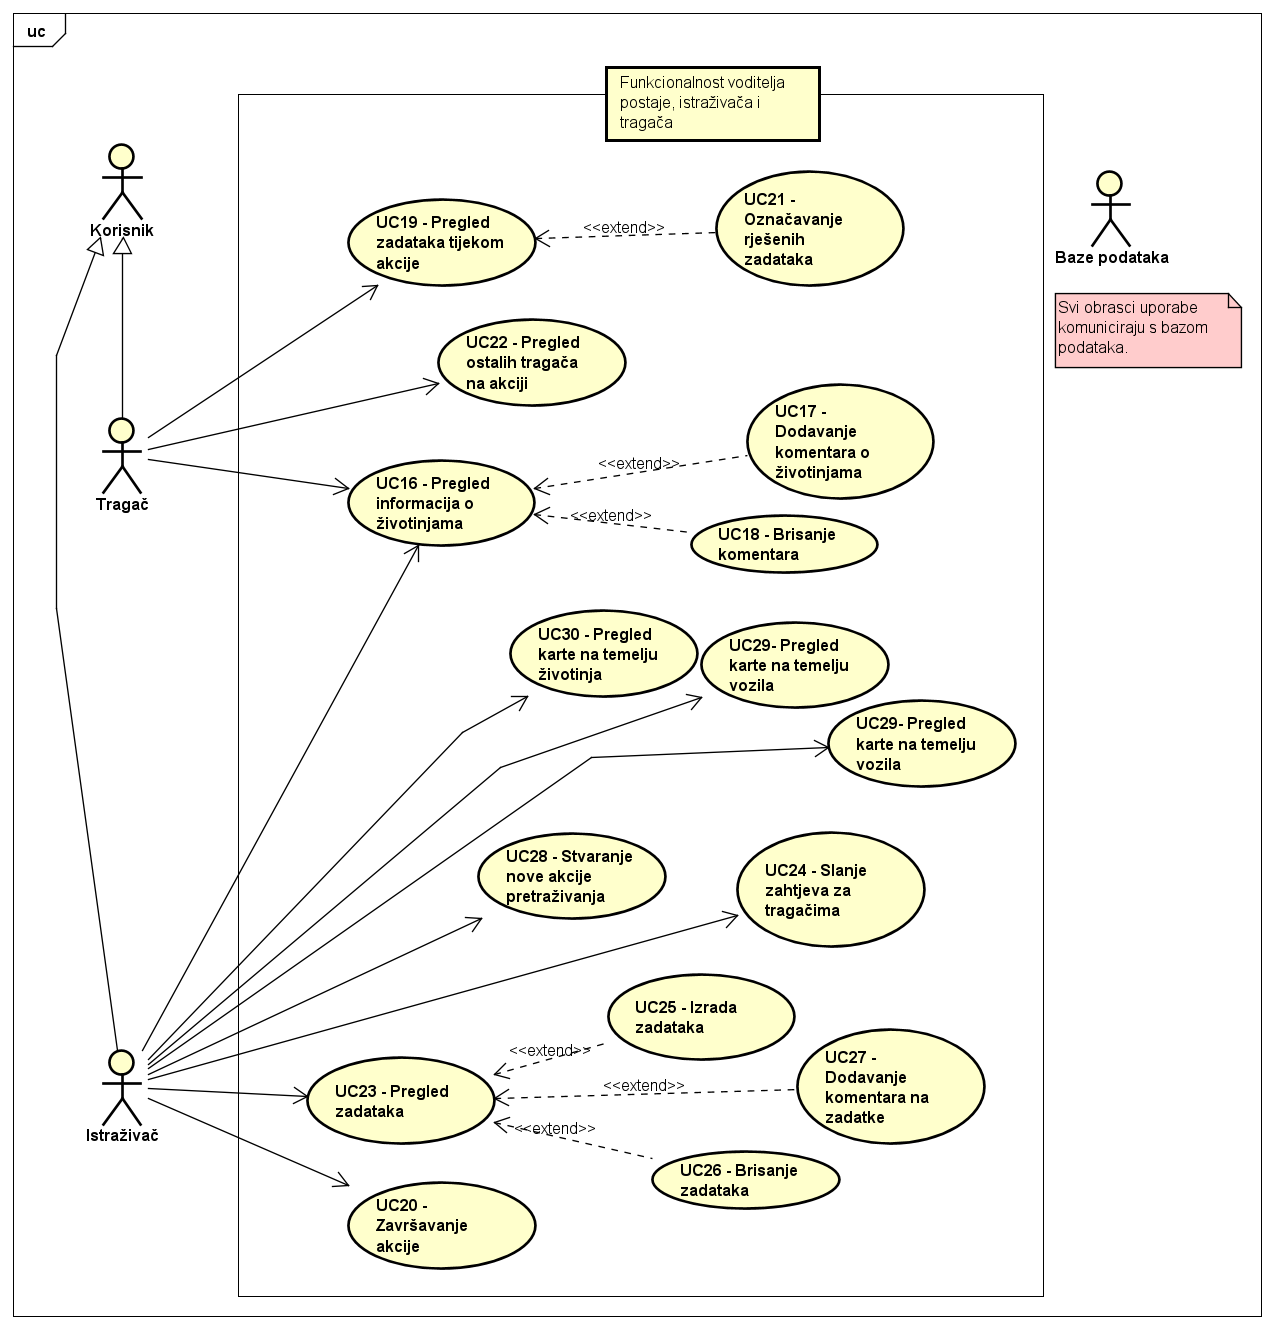 uc
Funkcionalnost voditelja
postaje, istraživača i
tragača
Korisnik
Baze podataka
Svi obrasci uporabe
komuniciraju s bazom
podataka.
UC19 - Pregled
zadataka tijekom
akcije
<<extend>>
UC21 -
Označavanje
rješenih
zadataka
UC22 - Pregled
ostalih tragača
na akciji
Tragač
UC16 - Pregled
informacija o
životinjama
<<extend>>
UC17 -
Dodavanje
komentara o
životinjama
<<extend>>
UC18 - Brisanje
komentara
UC30 - Pregled
karte na temelju
životinja
UC29- Pregled
karte na temelju
vozila
UC29- Pregled
karte na temelju
vozila
UC28 - Stvaranje
nove akcije
pretraživanja
UC24 - Slanje
zahtjeva za
tragačima
Istraživač
UC25 - Izrada
zadataka
<<extend>>
UC23 - Pregled
zadataka
<<extend>>
UC27 -
Dodavanje
komentara na
zadatke
<<extend>>
UC26 - Brisanje
zadataka
UC20 -
Završavanje
akcije